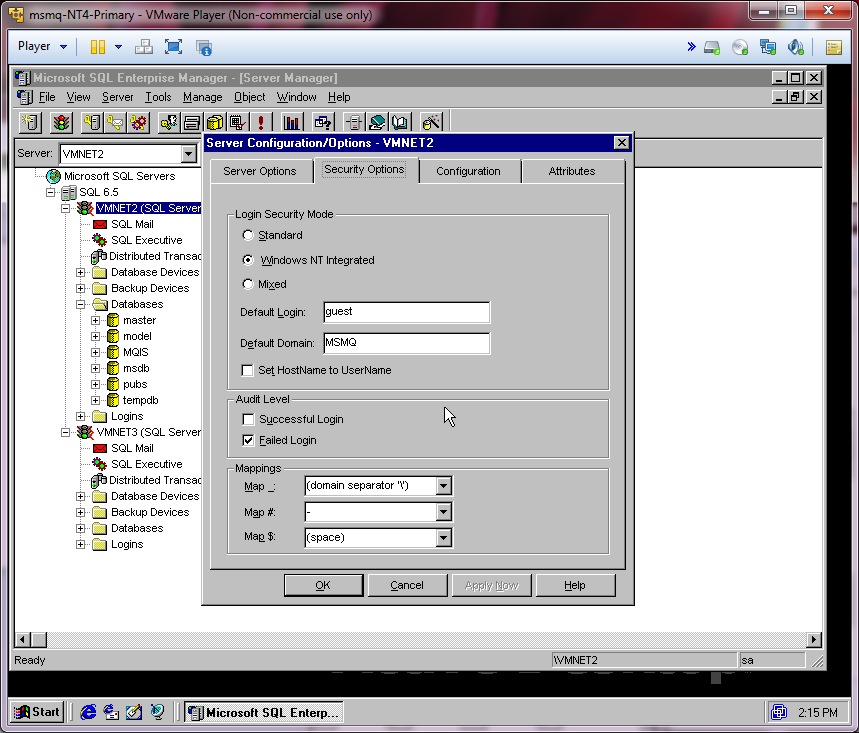 msmq-NT4-Primary - VMware Player (Non-commercial use only)
Player
Microsoft SQL Enterprise Manager - [Server Manager]
File View Server Tools Manage Object Window Help
Server: VMNET2
Microsoft SQL Servers
SQL 6.5
VMNET2 (SQL Server
SQL Mail
SQL Executive
Distributed Transac
Database Devices
Backup Devices
Databases
master
model
MQIS
msdb
pubs
tempdb
Logins
VMNET3 (SQL Server
SQL Mail
SQL Executive
Distributed Transac
Database Devices
Backup Devices
Databases
Logins
Server Configuration/Options - VMNET2
Server Options Security Options Configuration Attributes
Login Security Mode
Standard
Windows NT Integrated
Mixed
Default Login: guest
Default Domain: MSMQ
Set HostName to UserName
Audit Level
Successful Login
Failed Login
Mappings
Map _: (domain separator '\')
Map #: -
Map $: (space)
OK Cancel Apply Now Help
Ready \\VMNET2 sa
Start Microsoft SQL Enterp... 2:15 PM